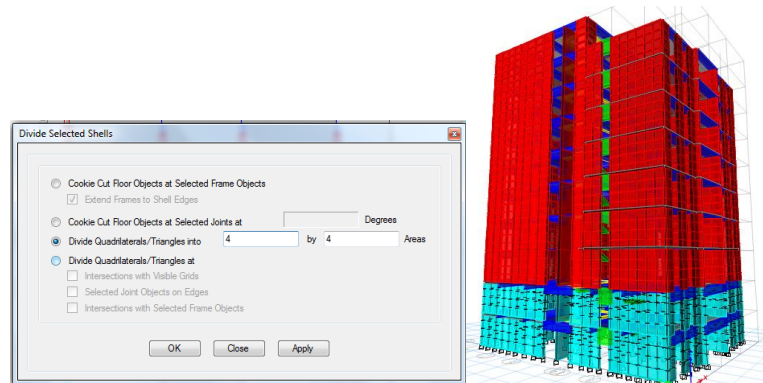 Divide Selected Shells
Cookie Cut Floor Objects at Selected Frame Objects
Extend Frames to Shell Edges
Cookie Cut Floor Objects at Selected Joints at Degrees
Divide Quadrilaterals/Triangles into 4 by 4 Areas
Divide Quadrilaterals/Triangles at
Intersections with Visible Grids
Selected Joint Objects on Edges
Intersections with Selected Frame Objects
OK Close Apply